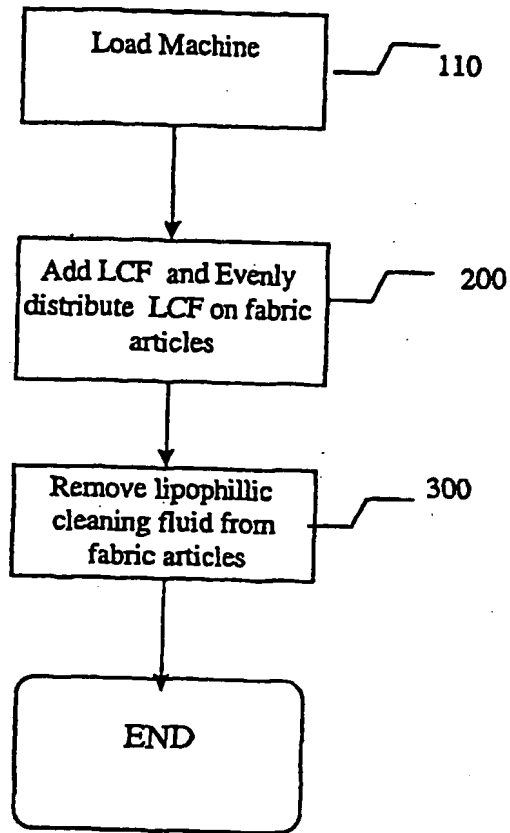 Load Machine
110
Add LCF and Evenly
distribute LCF on fabric
articles
200
Remove lipophillic
cleaning fluid from
fabric articles
300
END